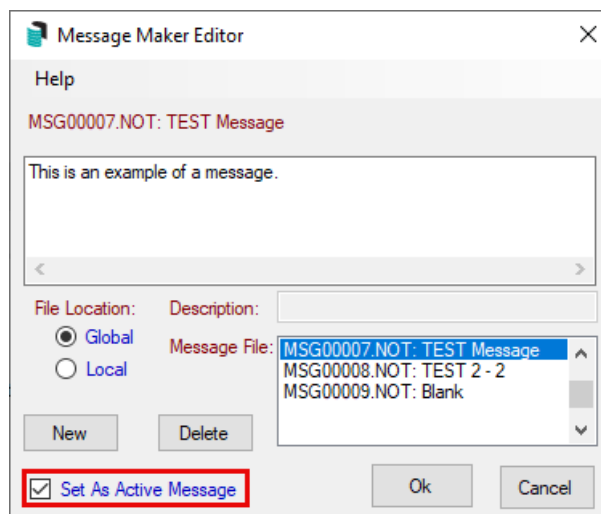 Message Maker Editor
Help
MSG00007.NOT: TEST Message
This is an example of a message.
File Location:
Description:
Global
Local
Message File:
MSG00007.NOT: TEST Message
MSG00008.NOT: TEST 2 - 2
MSG00009.NOT: Blank
New
Delete
Set As Active Message
Ok
Cancel